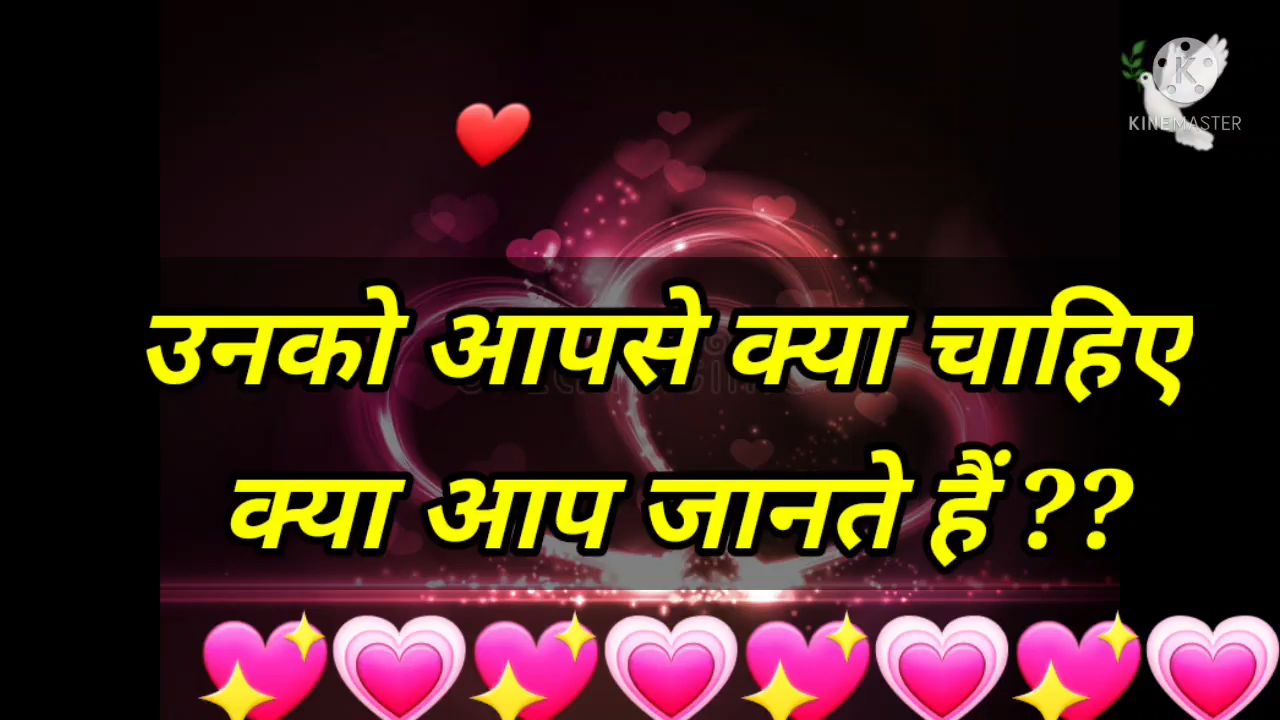 K
KINEMASTER
उनको आपसे क्या चाहिए
क्या आप जानते हैं ??